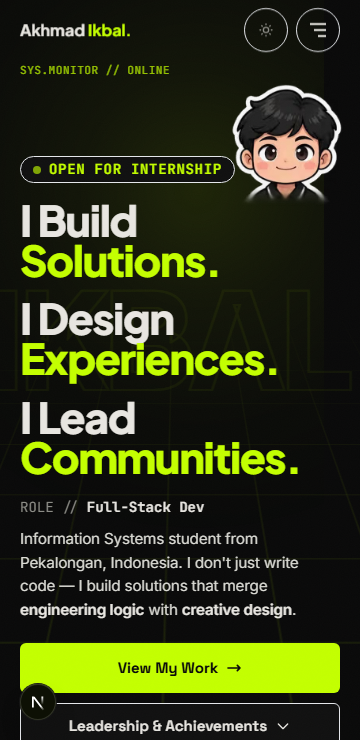 Akhmad Ikbal.
SYS.MONITOR // ONLINE
OPEN FOR INTERNSHIP
I Build
Solutions.
IKBAL
I Design
Experiences.
I Lead
Communities.
ROLE // Full-Stack Dev
Information Systems student from
Pekalongan, Indonesia. I don't just write
code — I build solutions that merge
engineering logic with creative design.
View My Work →
N
Leadership & Achievements